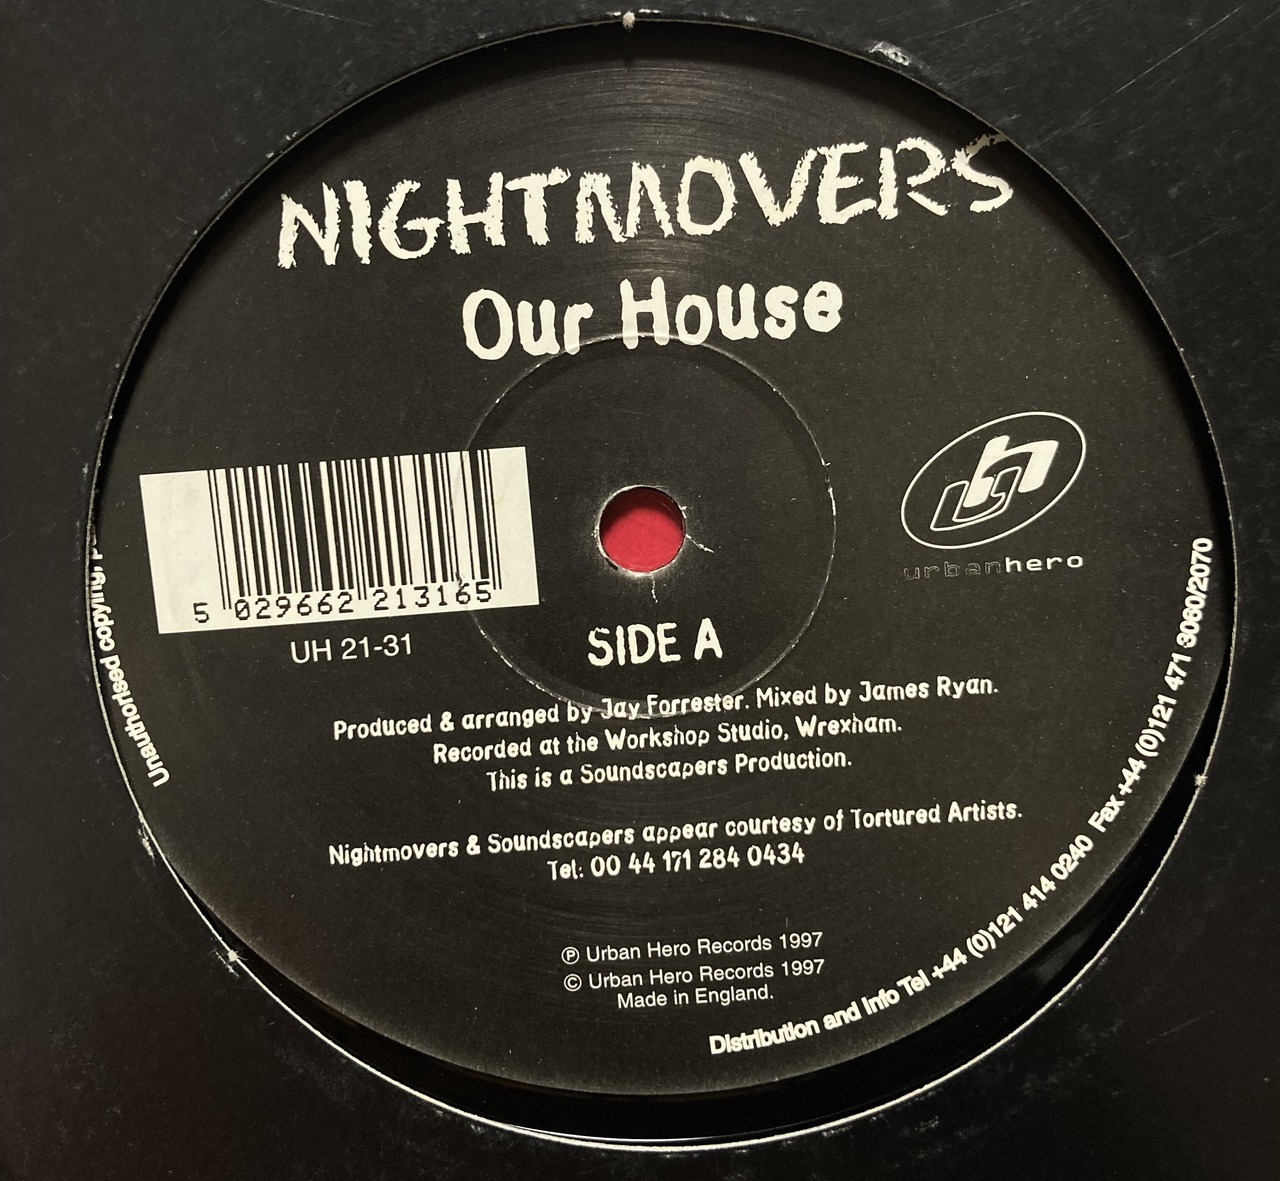 NIGHTMOVERS
Our House
5 029662 213165
UH 21-31
urbanhero
SIDE A
Produced & arranged by Jay Forrester. Mixed by James Ryan.
Recorded at the Workshop Studio, Wrexham.
This is a Soundscapers Production.
Nightmovers & Soundscapers appear courtesy of Tortured Artists.
Tel: 00 44 171 284 0434
℗ Urban Hero Records 1997
© Urban Hero Records 1997
Made in England.
Unauthorised copying,
Distribution and Info Tel +44 (0)121 414 0240 Fax +44 (0)121 471 3060/2070